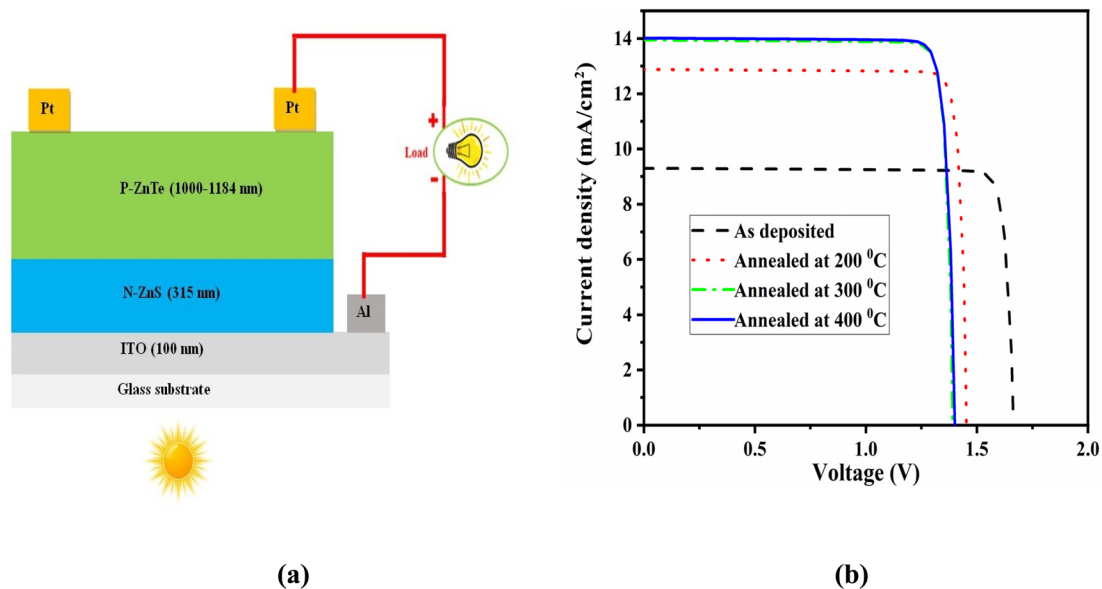 Pt
Pt
+
Load
-
P-ZnTe (1000-1184 nm)
N-ZnS (315 nm)
Al
ITO (100 nm)
Glass substrate
(a)
Current density (mA/cm²)
14
12
10
8
6
4
2
0
As deposited
Annealed at 200 ⁰C
Annealed at 300 ⁰C
Annealed at 400 ⁰C
0.0 0.5 1.0 1.5 2.0
Voltage (V)
(b)